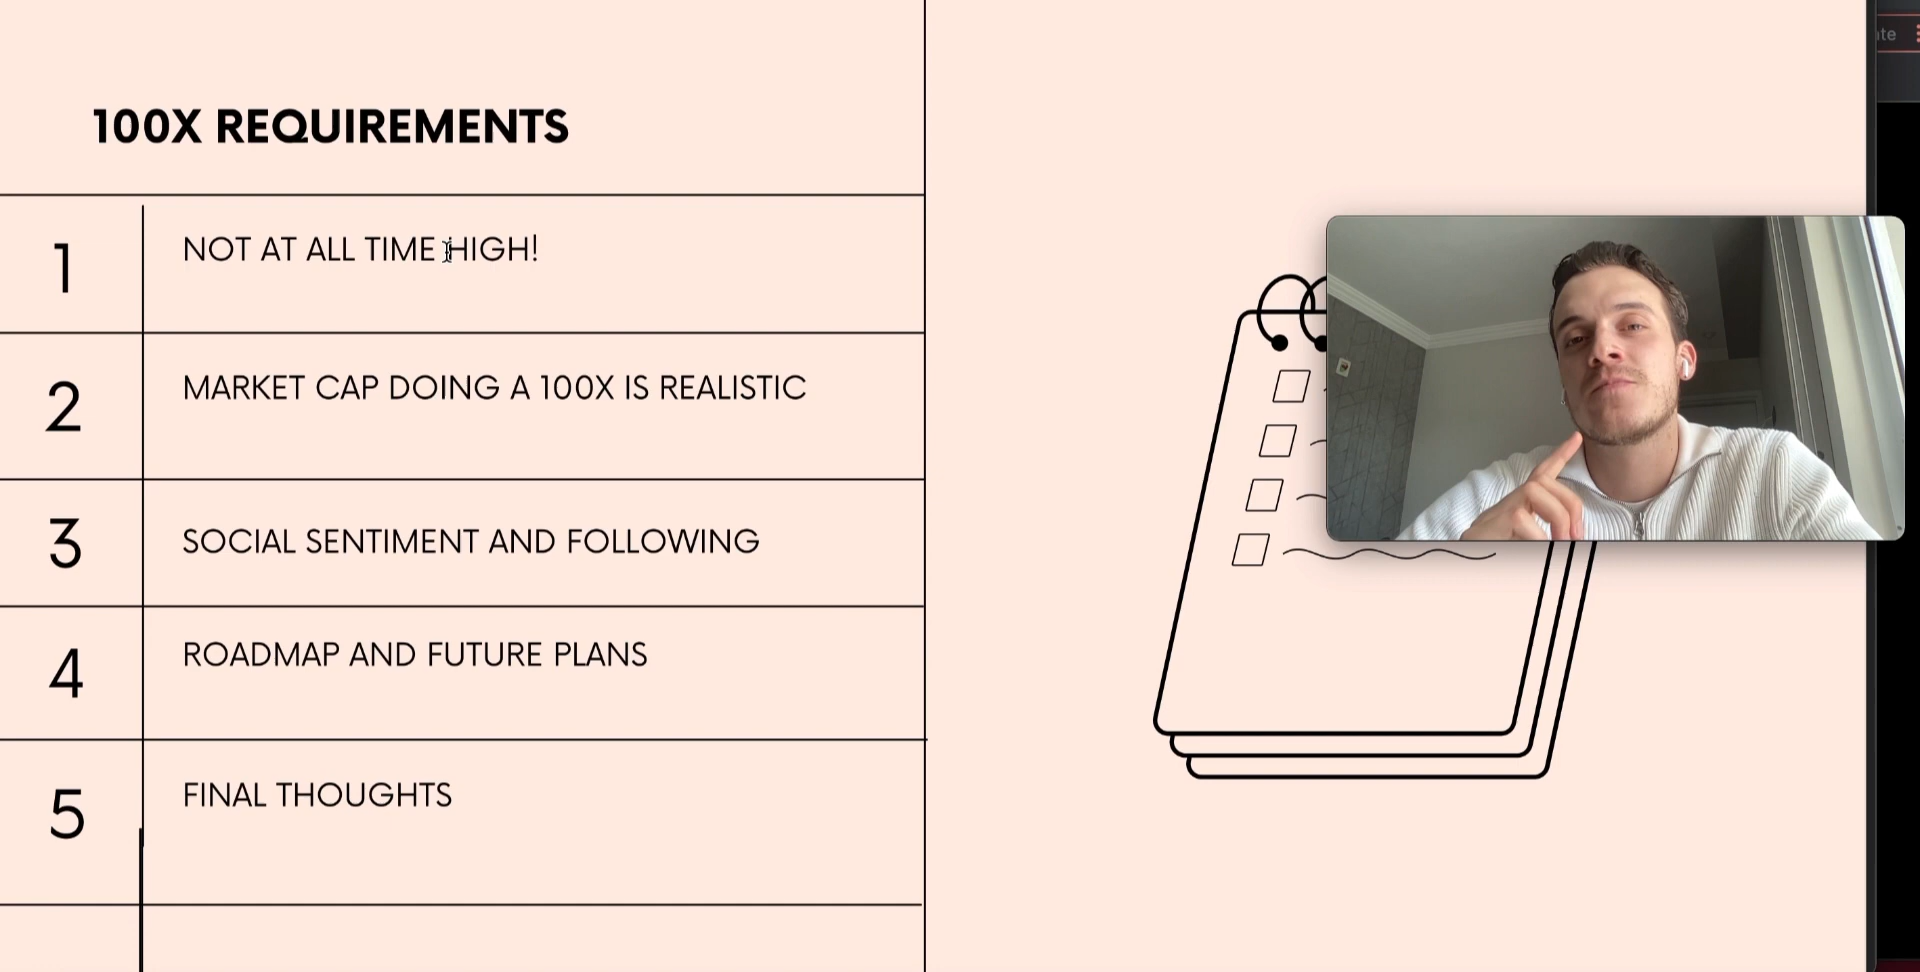 100X REQUIREMENTS
1
NOT AT ALL TIME HIGH!
2
MARKET CAP DOING A 100X IS REALISTIC
3
SOCIAL SENTIMENT AND FOLLOWING
4
ROADMAP AND FUTURE PLANS
5
FINAL THOUGHTS